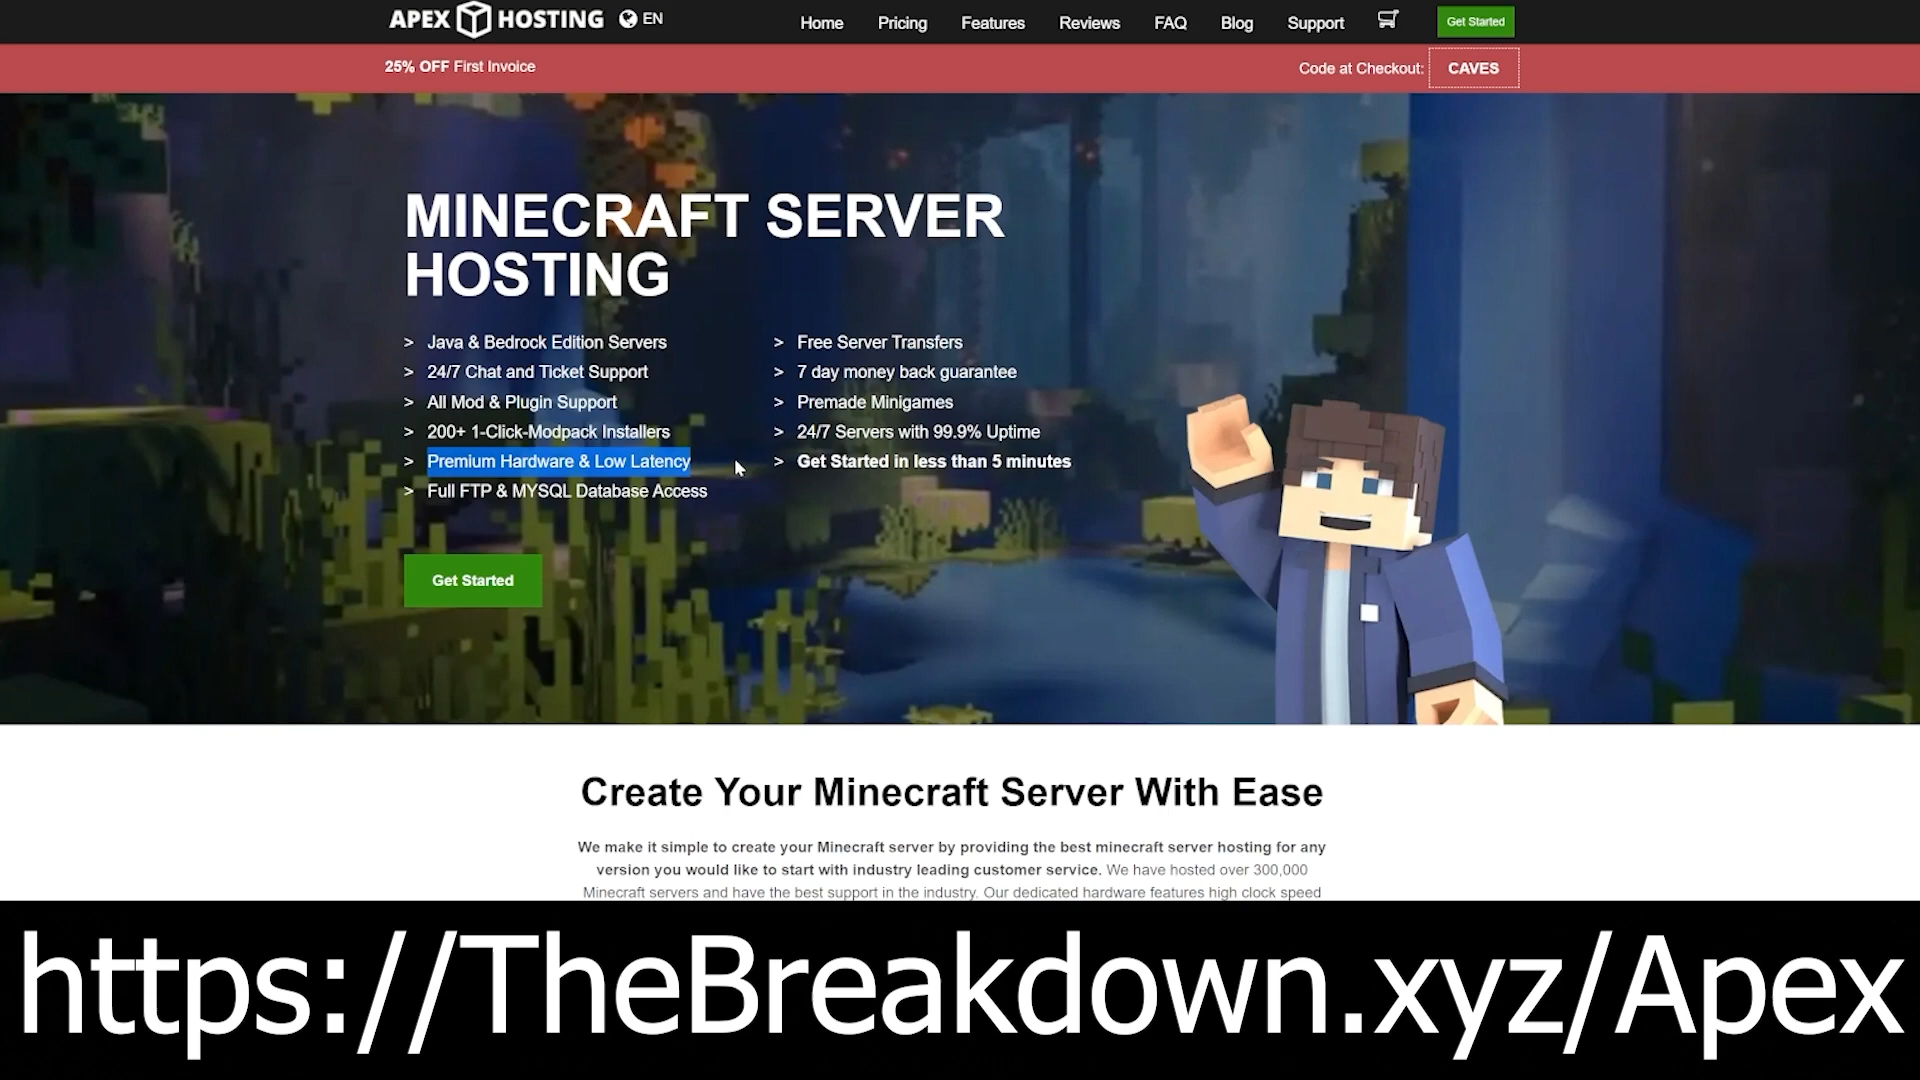 APEX HOSTING EN Home Pricing Features Reviews FAQ Blog Support Get Started
25% OFF First Invoice Code at Checkout: CAVES
MINECRAFT SERVER
HOSTING
> Java & Bedrock Edition Servers
> 24/7 Chat and Ticket Support
> All Mod & Plugin Support
> 200+ 1-Click-Modpack Installers
> Premium Hardware & Low Latency
> Full FTP & MYSQL Database Access
> Free Server Transfers
> 7 day money back guarantee
> Premade Minigames
> 24/7 Servers with 99.9% Uptime
> Get Started in less than 5 minutes
Get Started
Create Your Minecraft Server With Ease
We make it simple to create your Minecraft server by providing the best minecraft server hosting for any
version you would like to start with industry leading customer service. We have hosted over 300,000
Minecraft servers and have the best support in the industry. Our dedicated hardware features high clock speed
https://TheBreakdown.xyz/Apex